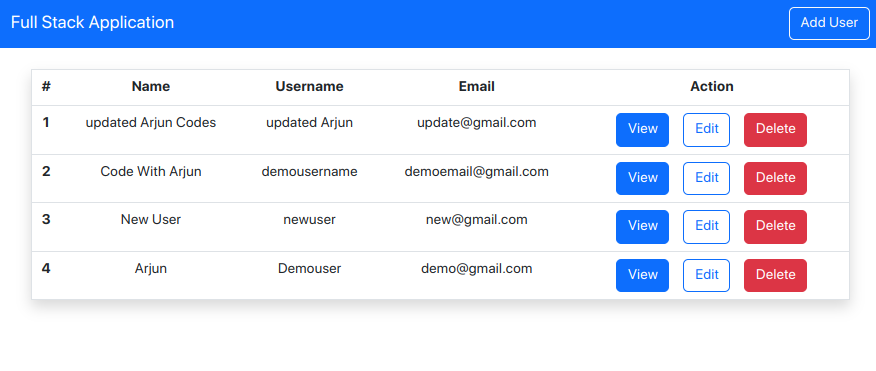 Full Stack Application Add User
# Name Username Email Action
1 updated Arjun Codes updated Arjun update@gmail.com View Edit Delete
2 Code With Arjun demousername demoemail@gmail.com View Edit Delete
3 New User newuser new@gmail.com View Edit Delete
4 Arjun Demouser demo@gmail.com View Edit Delete